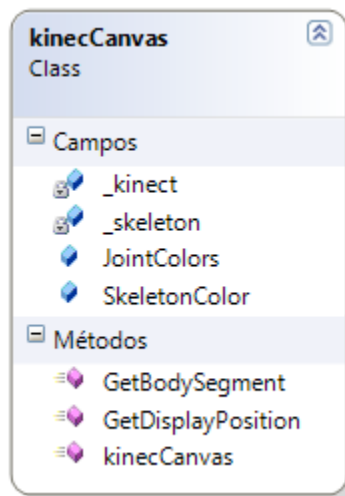 kinecCanvas
Class
Campos
_kinect
_skeleton
JointColors
SkeletonColor
Métodos
GetBodySegment
GetDisplayPosition
kinecCanvas